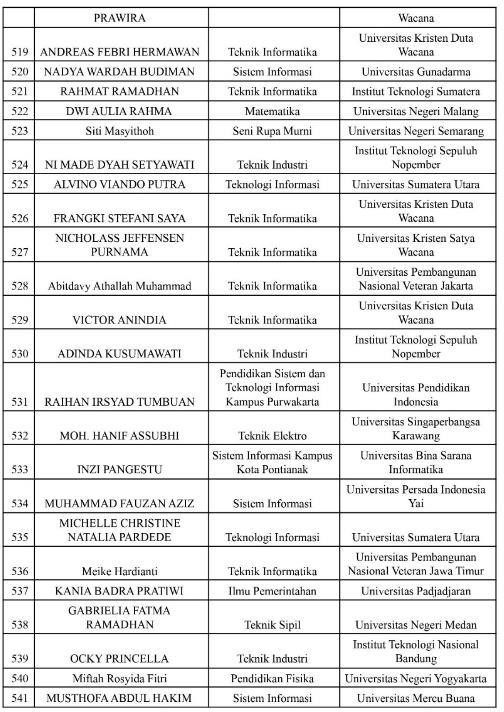 PRAWIRA Wacana
519 ANDREAS FEBRI HERMAWAN Teknik Informatika Universitas Kristen Duta
Wacana
520 NADYA WARDAH BUDIMAN Sistem Informasi Universitas Gunadarma
521 RAHMAT RAMADHAN Teknik Informatika Institut Teknologi Sumatera
522 DWI AULIA RAHMA Matematika Universitas Negeri Malang
523 Siti Masyithoh Seni Rupa Murni Universitas Negeri Semarang
524 NI MADE DYAH SETYAWATI Teknik Industri Institut Teknologi Sepuluh
Nopember
525 ALVINO VIANDO PUTRA Teknologi Informasi Universitas Sumatera Utara
526 FRANGKI STEFANI SAYA Teknik Informatika Universitas Kristen Duta
Wacana
527 NICHOLASS JEFFENSEN
PURNAMA Teknik Informatika Universitas Kristen Satya
Wacana
528 Abitdavy Athallah Muhammad Teknik Informatika Universitas Pembangunan
Nasional Veteran Jakarta
529 VICTOR ANINDIA Teknik Informatika Universitas Kristen Duta
Wacana
530 ADINDA KUSUMAWATI Teknik Industri Institut Teknologi Sepuluh
Nopember
531 RAIHAN IRSYAD TUMBUAN Pendidikan Sistem dan
Teknologi Informasi
Kampus Purwakarta Universitas Pendidikan
Indonesia
532 MOH. HANIF ASSUBHI Teknik Elektro Universitas Singaperbangsa
Karawang
533 INZI PANGESTU Sistem Informasi Kampus
Kota Pontianak Universitas Bina Sarana
Informatika
534 MUHAMMAD FAUZAN AZIZ Sistem Informasi Universitas Persada Indonesia
Yai
535 MICHELLE CHRISTINE
NATALIA PARDEDE Teknologi Informasi Universitas Sumatera Utara
536 Meike Hardianti Teknik Informatika Universitas Pembangunan
Nasional Veteran Jawa Timur
537 KANIA BADRA PRATIWI Ilmu Pemerintahan Universitas Padjadjaran
538 GABRIELIA FATMA
RAMADHAN Teknik Sipil Universitas Negeri Medan
539 OCKY PRINCELLA Teknik Industri Institut Teknologi Nasional
Bandung
540 Miftah Rosyida Fitri Pendidikan Fisika Universitas Negeri Yogyakarta
541 MUSTHOFA ABDUL HAKIM Sistem Informasi Universitas Mercu Buana